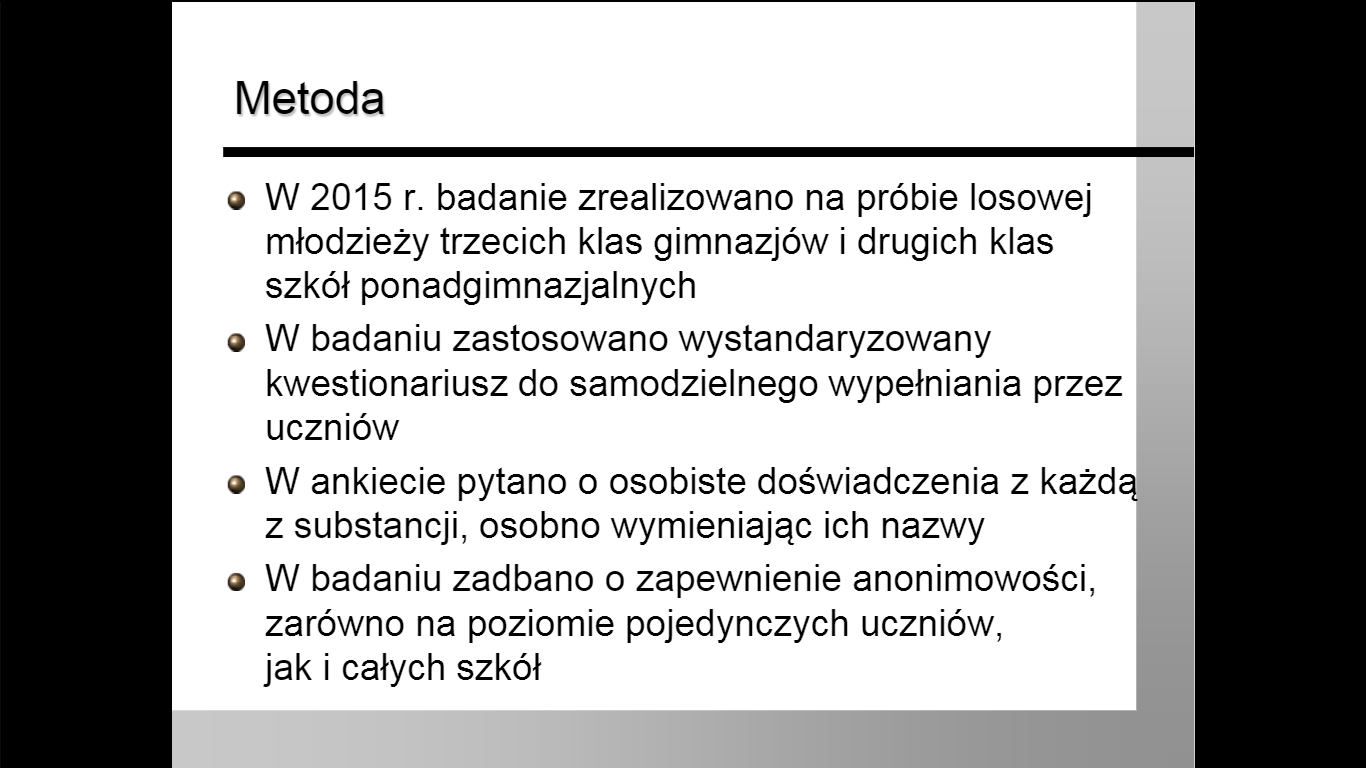 Metoda
W 2015 r. badanie zrealizowano na próbie losowej
młodzieży trzecich klas gimnazjów i drugich klas
szkół ponadgimnazjalnych
W badaniu zastosowano wystandaryzowany
kwestionariusz do samodzielnego wypełniania przez
uczniów
W ankiecie pytano o osobiste doświadczenia z każdą
z substancji, osobno wymieniając ich nazwy
W badaniu zadbano o zapewnienie anonimowości,
zarówno na poziomie pojedynczych uczniów,
jak i całych szkół